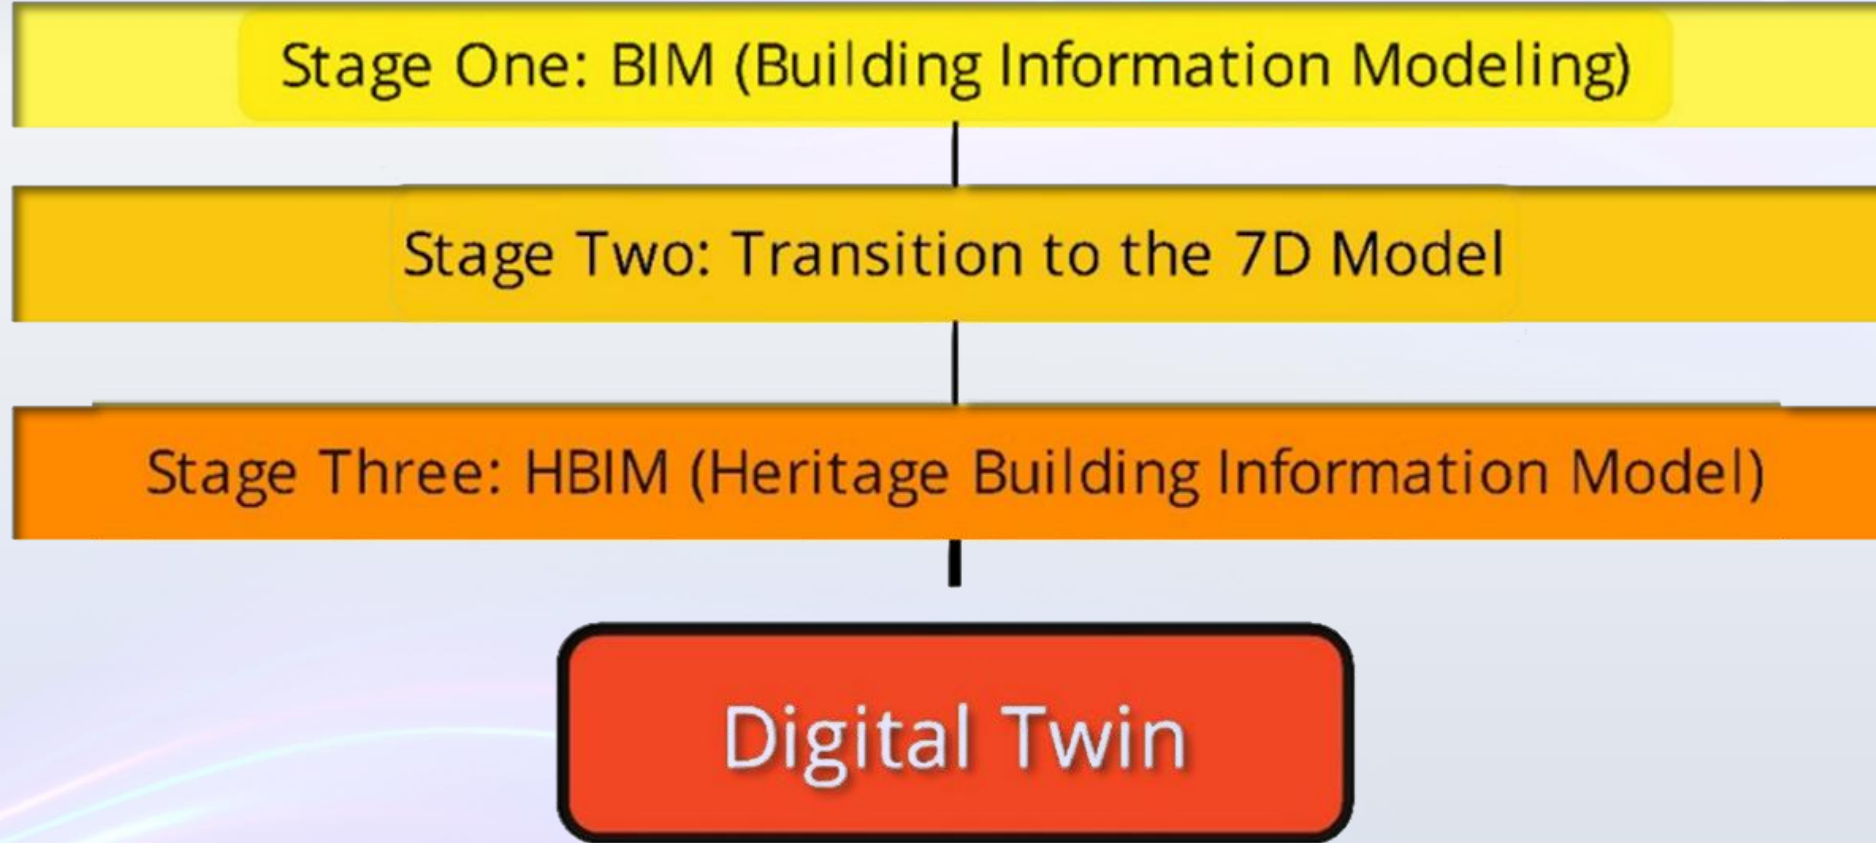 Stage One: BIM (Building Information Modeling)
Stage Two: Transition to the 7D Model
Stage Three: HBIM (Heritage Building Information Model)
Digital Twin